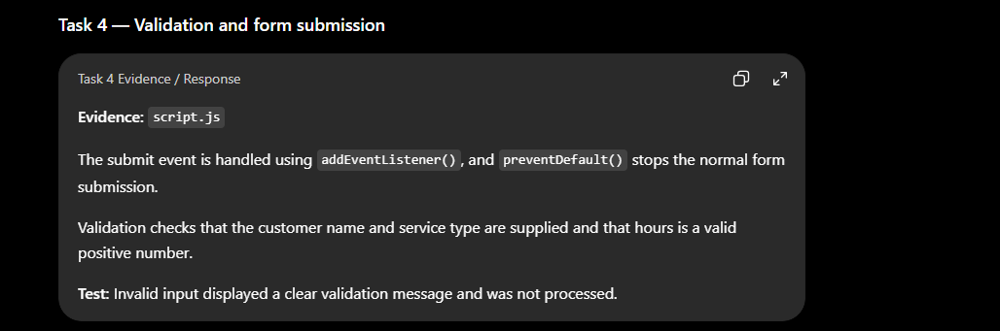 Task 4 — Validation and form submission
Task 4 Evidence / Response
Evidence: script.js
The submit event is handled using addEventListener(), and preventDefault() stops the normal form
submission.
Validation checks that the customer name and service type are supplied and that hours is a valid
positive number.
Test: Invalid input displayed a clear validation message and was not processed.